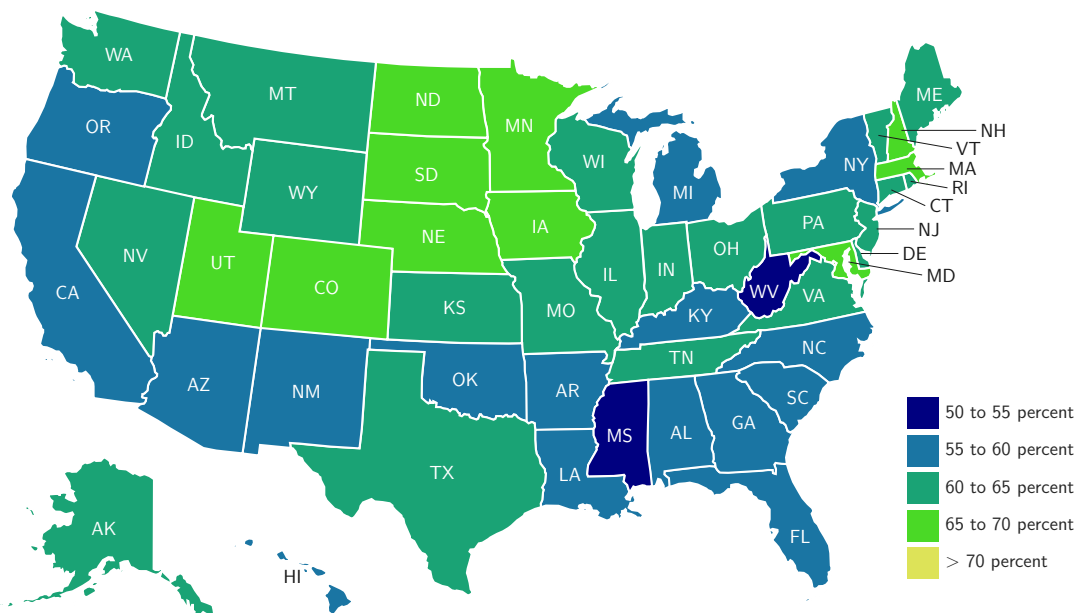 WA
MT
ND
MN
ME
OR
ID
WY
SD
WI
MI
NY
NH
VT
MA
RI
CT
NJ
DE
MD
NV
UT
CO
NE
IA
IL
IN
OH
PA
WV
VA
CA
KS
MO
KY
TN
NC
AZ
NM
OK
AR
SC
MS
AL
GA
TX
LA
FL
AK
HI
50 to 55 percent
55 to 60 percent
60 to 65 percent
65 to 70 percent
> 70 percent